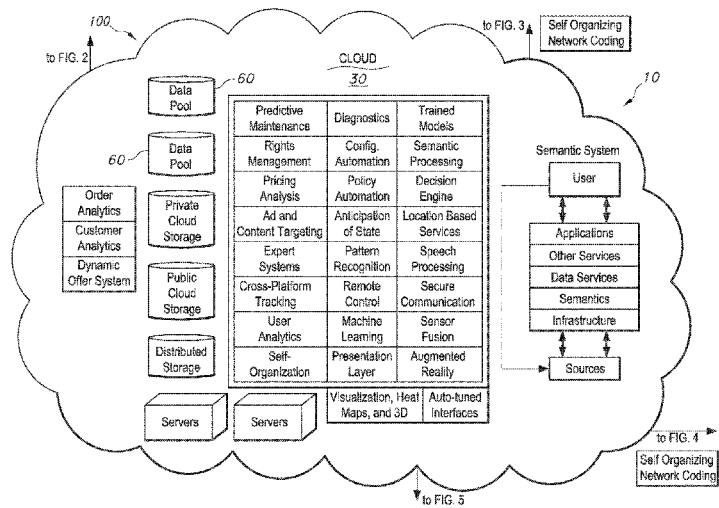 100
to FIG. 2
to FIG. 3
Self Organizing
Network Coding
CLOUD
30
10
Data
Pool
60
Data
Pool
60
Private
Cloud
Storage
Public
Cloud
Storage
Distributed
Storage
Order
Analytics
Customer
Analytics
Dynamic
Offer System
Predictive
Maintenance
Diagnostics
Trained
Models
Rights
Management
Config.
Automation
Semantic
Processing
Pricing
Analysis
Policy
Automation
Decision
Engine
Ad and
Content Targeting
Anticipation
of State
Location Based
Services
Expert
Systems
Pattern
Recognition
Speech
Processing
Cross-Platform
Tracking
Remote
Control
Secure
Communication
User
Analytics
Machine
Learning
Sensor
Fusion
Self-
Organization
Presentation
Layer
Augmented
Reality
Visualization, Heat
Maps, and 3D
Auto-tuned
Interfaces
Servers
Servers
Semantic System
User
Applications
Other Services
Data Services
Semantics
Infrastructure
Sources
to FIG. 4
Self Organizing
Network Coding
to FIG. 5